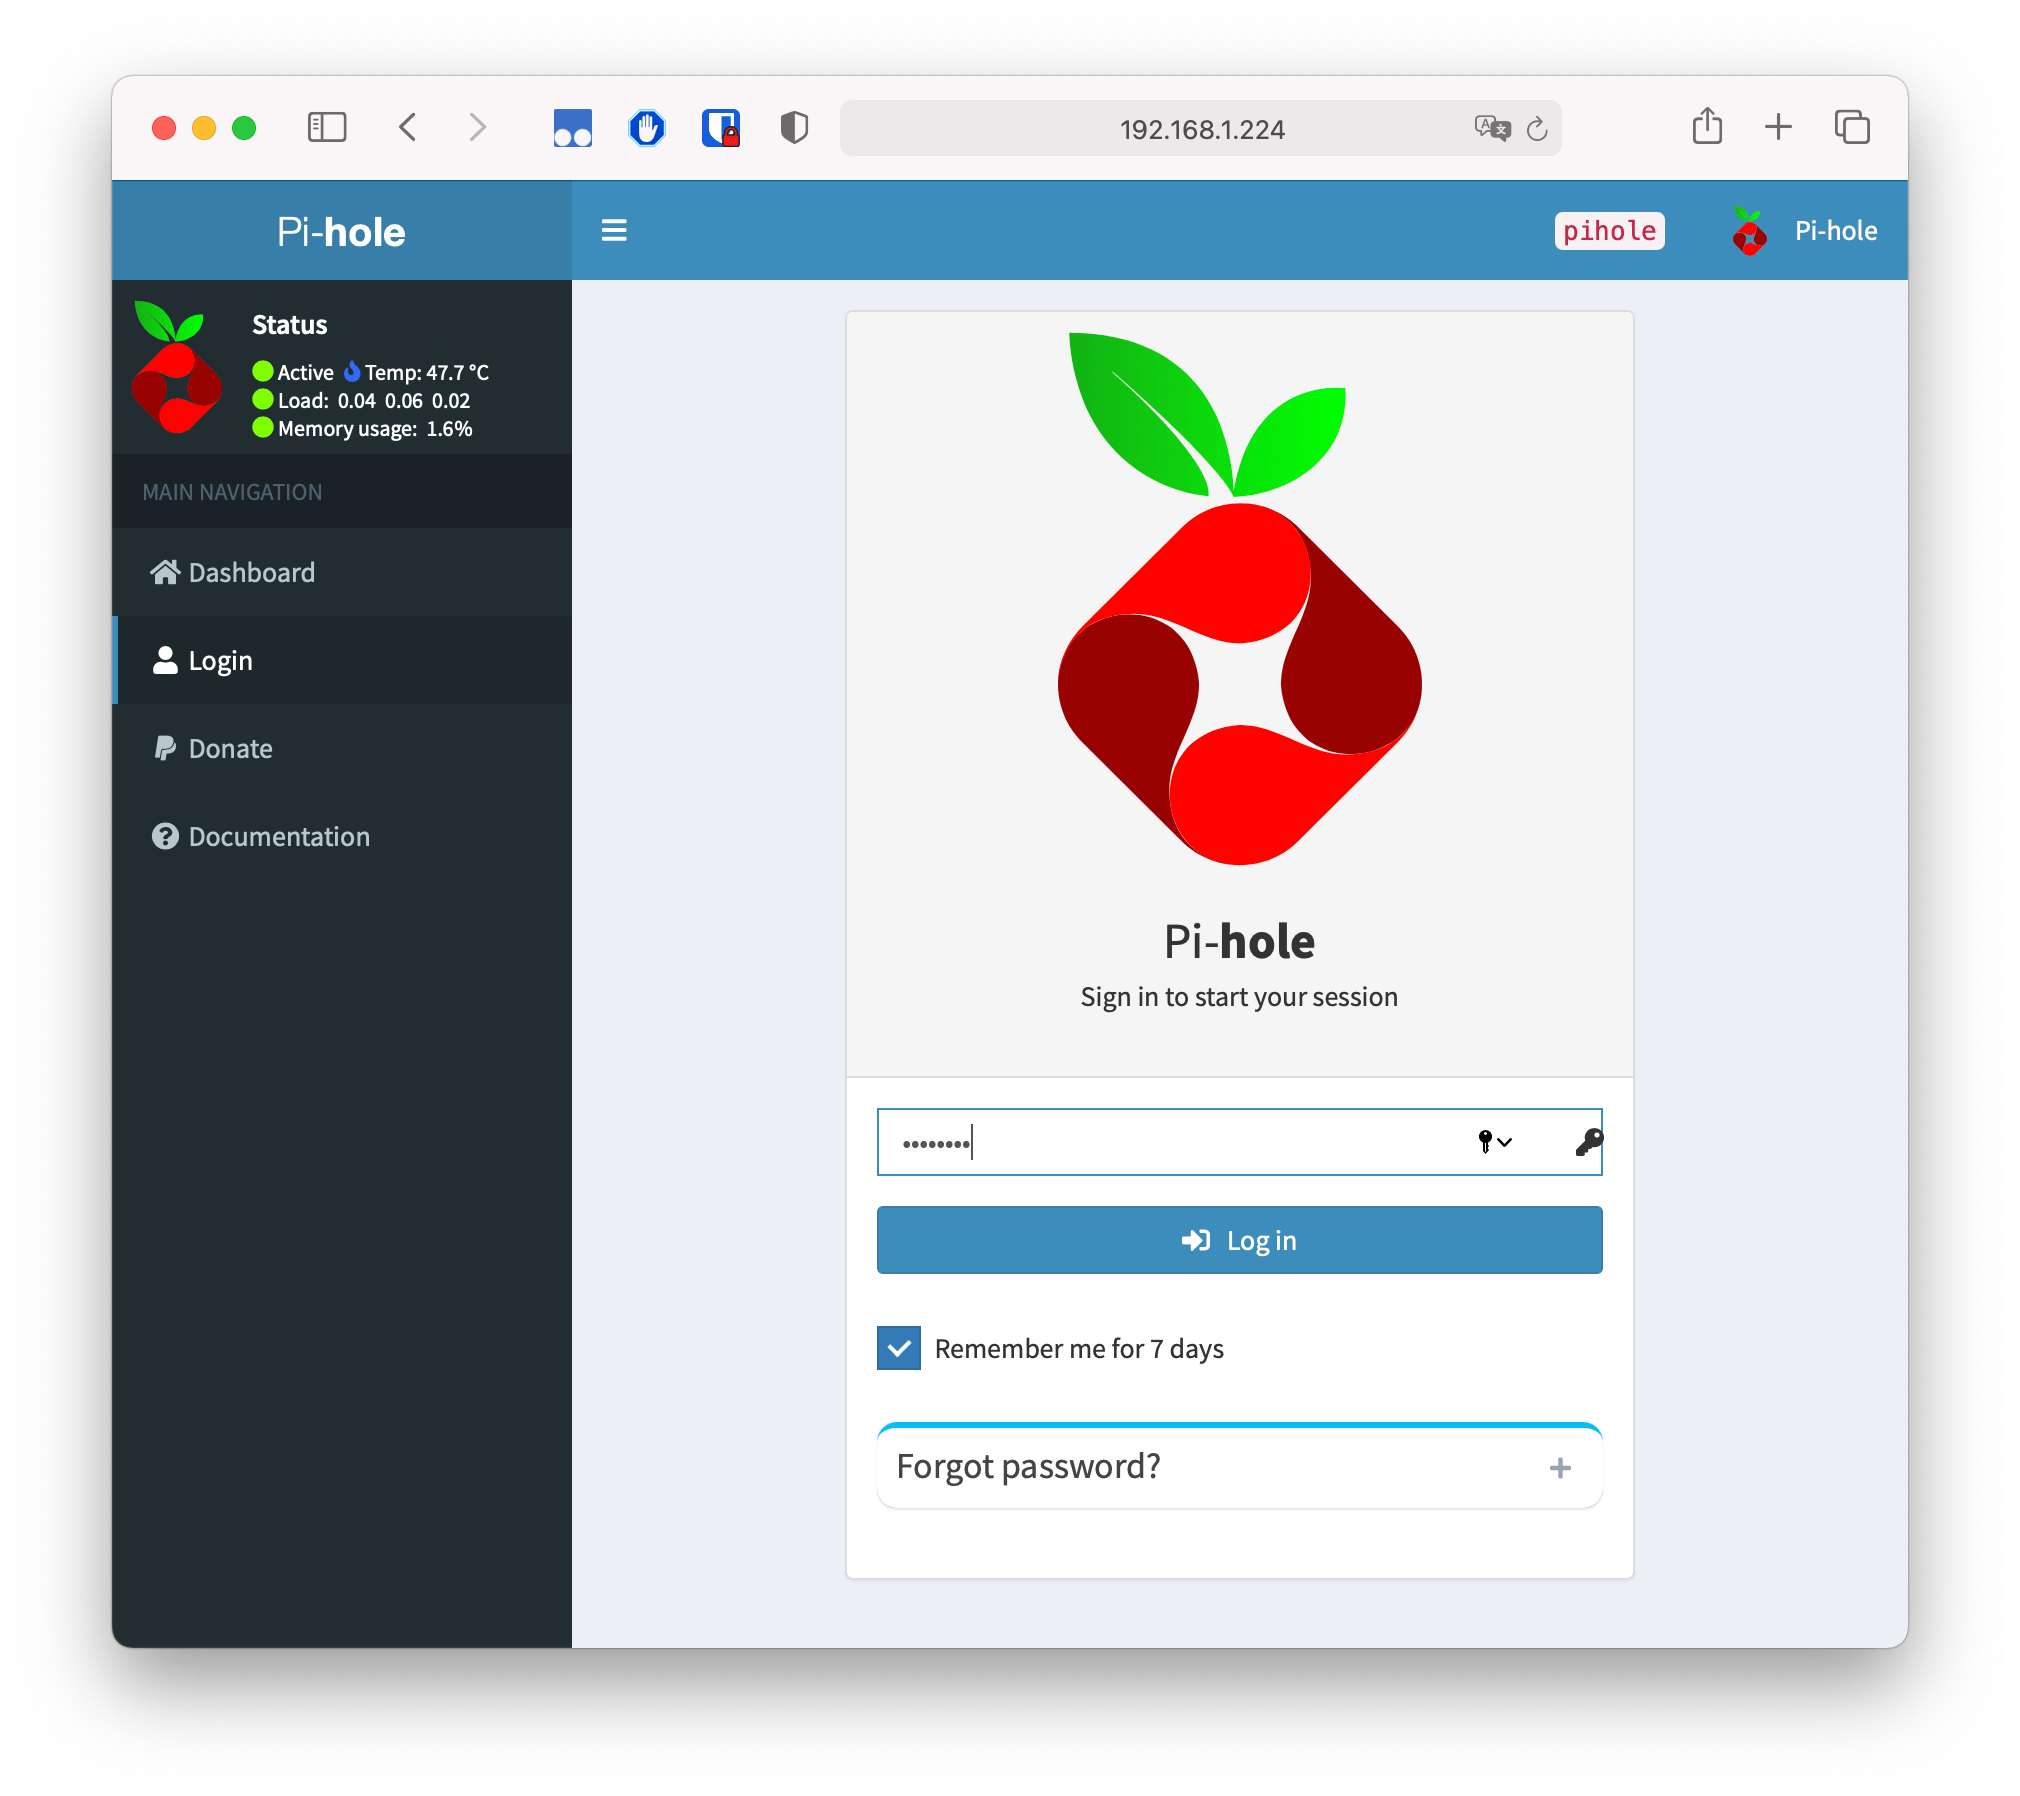 192.168.1.224
Pi-hole
pihole
Pi-hole
Status
Active Temp: 47.7 °C
Load: 0.04 0.06 0.02
Memory usage: 1.6%
MAIN NAVIGATION
Dashboard
Login
Donate
Documentation
Pi-hole
Sign in to start your session
Log in
Remember me for 7 days
Forgot password?